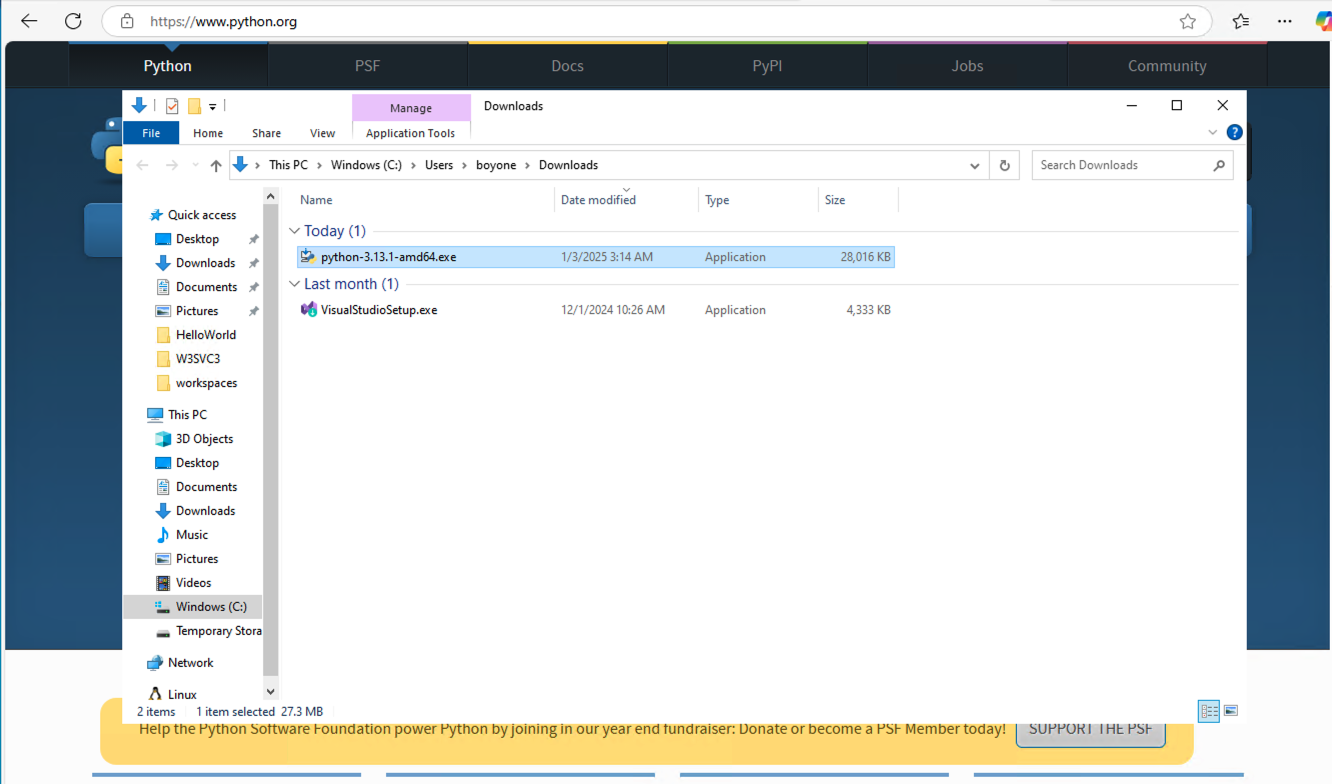 https://www.python.org
Python PSF Docs PyPI Jobs Community
Manage Downloads
File Home Share View Application Tools
This PC Windows (C:) Users boyone Downloads Search Downloads
Name Date modified Type Size
Quick access
Desktop
Downloads
Documents
Pictures
HelloWorld
W3SVC3
workspaces
This PC
3D Objects
Desktop
Documents
Downloads
Music
Pictures
Videos
Windows (C:)
Temporary Stora
Network
Linux
Today (1)
python-3.13.1-amd64.exe 1/3/2025 3:14 AM Application 28,016 KB
Last month (1)
VisualStudioSetup.exe 12/1/2024 10:26 AM Application 4,333 KB
2 items 1 item selected 27.3 MB
Help the Python Software Foundation power Python by joining in our year end fundraiser: Donate or become a PSF Member today! SUPPORT THE PSF